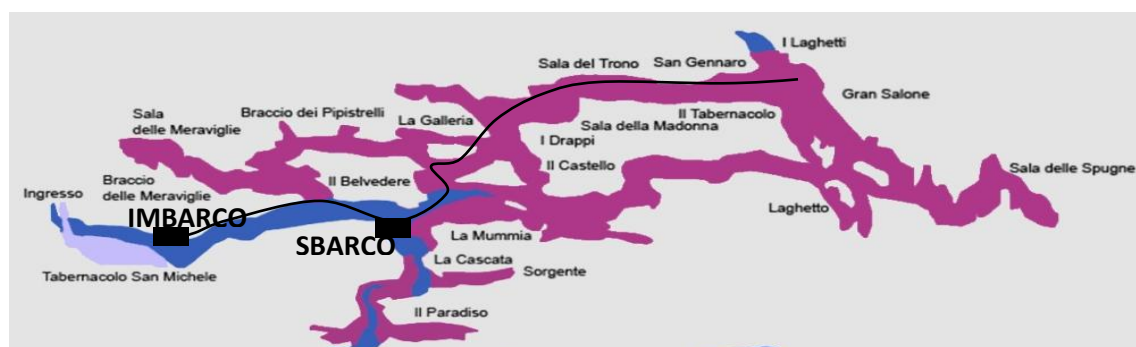 I Laghetti
Sala del Trono
San Gennaro
Gran Salone
Braccio dei Pipistrelli
Sala
delle Meraviglie
La Galleria
Il Tabernacolo
Sala della Madonna
I Drappi
Il Castello
Sala delle Spugne
Braccio
delle Meraviglie
Il Belvedere
Ingresso
IMBARCO
Laghetto
SBARCO
La Mummia
La Cascata
Sorgente
Tabernacolo San Michele
Il Paradiso